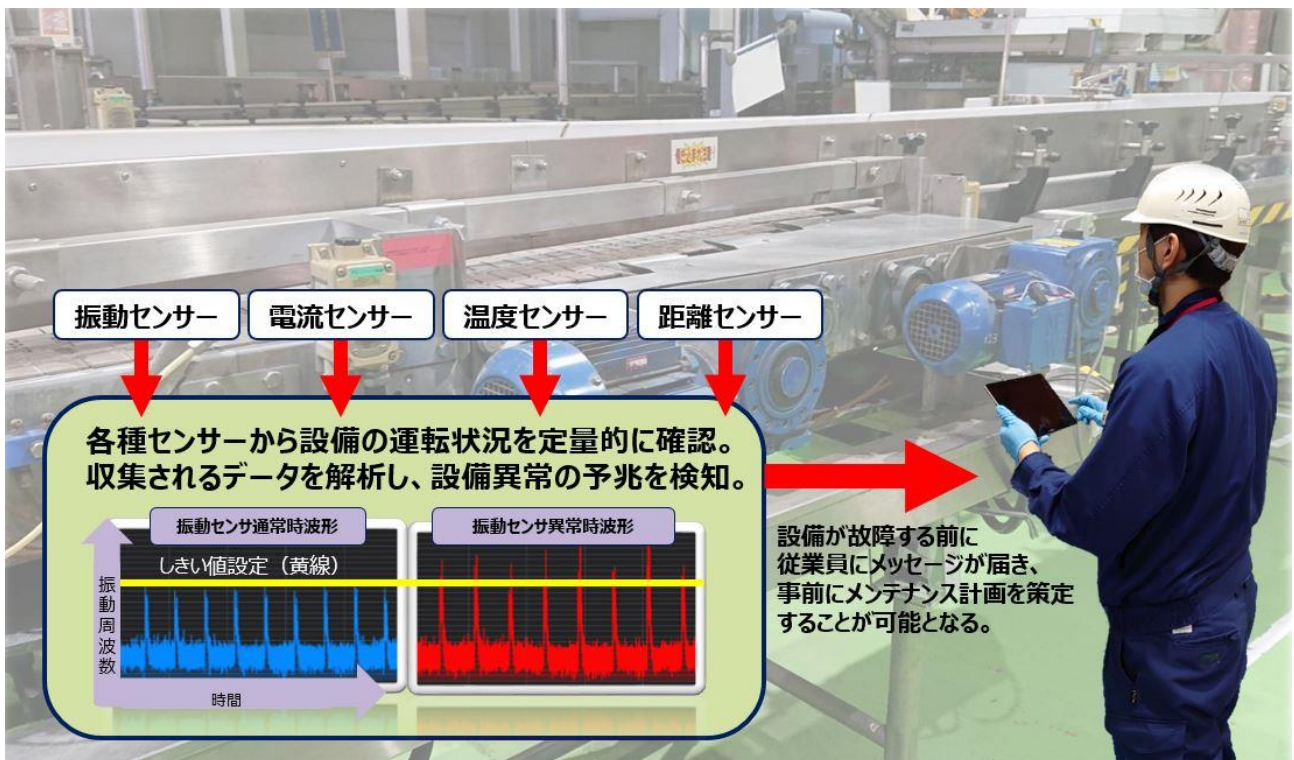 振動センサー
電流センサー
温度センサー
距離センサー
各種センサーから設備の運転状況を定量的に確認。
収集されるデータを解析し、設備異常の予兆を検知。
振動センサ通常時波形
振動センサ異常時波形
しきい値設定（黄線）
振動周波数
時間
設備が故障する前に
従業員にメッセージが届き、
事前にメンテナンス計画を策定
することが可能となる。